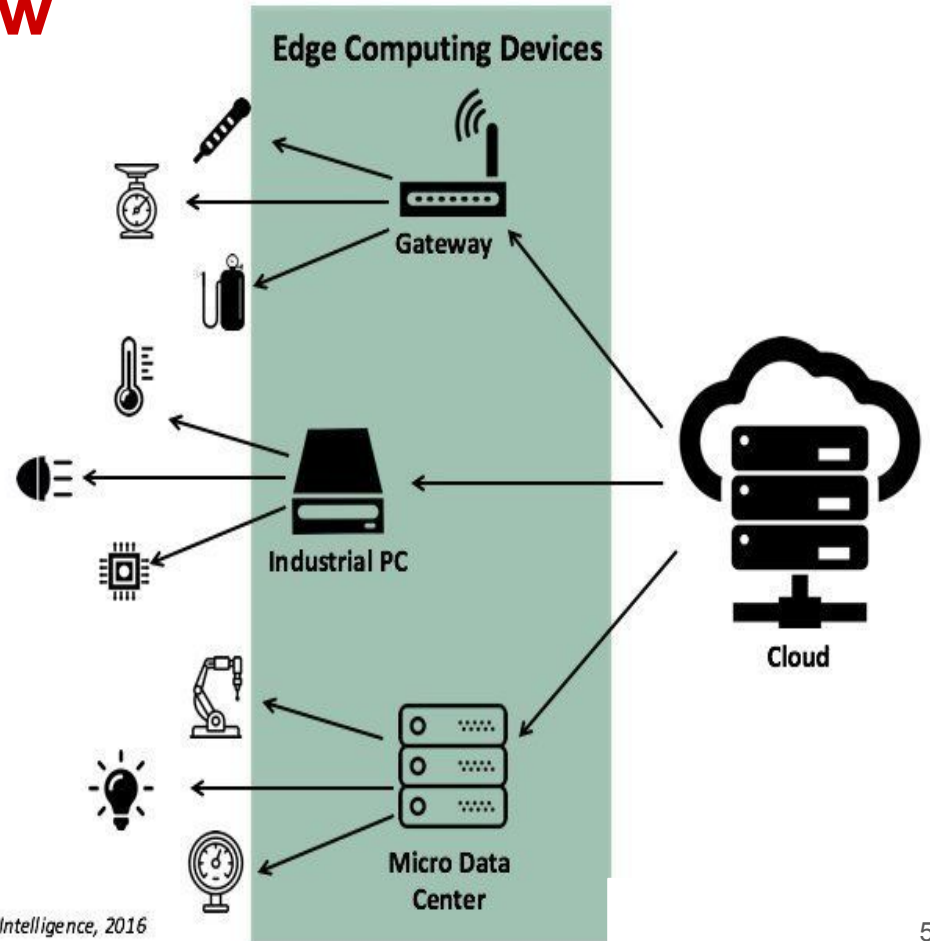 w
Edge Computing Devices
Gateway
Industrial PC
Cloud
Micro Data
Center
Intelligence, 2016
5